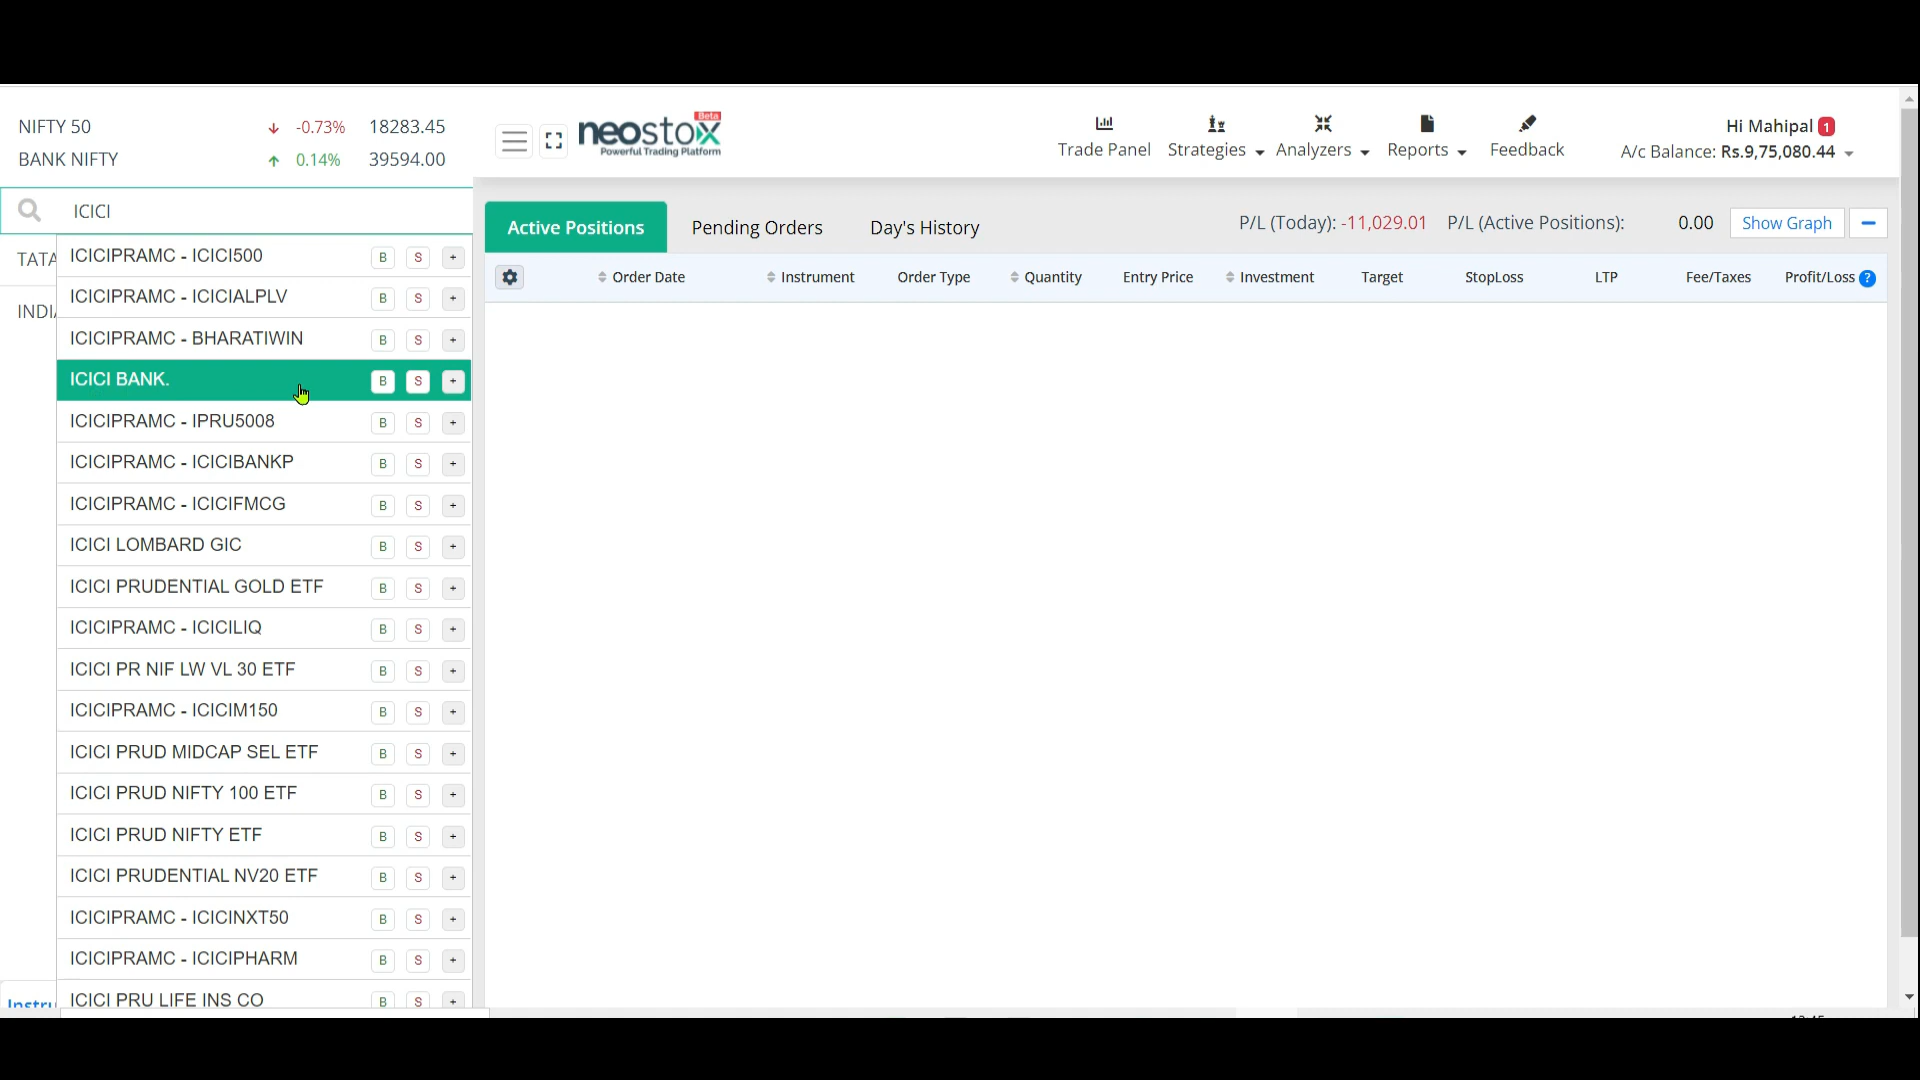 NIFTY 50 -0.73% 18283.45
BANK NIFTY 0.14% 39594.00
Beta
neostox
Powerful Trading Platform
Trade Panel Strategies Analyzers Reports Feedback
Hi Mahipal 1
A/c Balance: Rs.9,75,080.44
ICICI
Active Positions Pending Orders Day's History
P/L (Today): -11,029.01 P/L (Active Positions): 0.00 Show Graph
Order Date Instrument Order Type Quantity Entry Price Investment Target StopLoss LTP Fee/Taxes Profit/Loss ?
TATA
INDI
ICICIPRAMC - ICICI500 B S +
ICICIPRAMC - ICICIALPLV B S +
ICICIPRAMC - BHARATIWIN B S +
ICICI BANK. B S +
ICICIPRAMC - IPRU5008 B S +
ICICIPRAMC - ICICIBANKP B S +
ICICIPRAMC - ICICIFMCG B S +
ICICI LOMBARD GIC B S +
ICICI PRUDENTIAL GOLD ETF B S +
ICICIPRAMC - ICICILIQ B S +
ICICI PR NIF LW VL 30 ETF B S +
ICICIPRAMC - ICICIM150 B S +
ICICI PRUD MIDCAP SEL ETF B S +
ICICI PRUD NIFTY 100 ETF B S +
ICICI PRUD NIFTY ETF B S +
ICICI PRUDENTIAL NV20 ETF B S +
ICICIPRAMC - ICICINXT50 B S +
ICICIPRAMC - ICICIPHARM B S +
ICICI PRU LIFE INS CO B S +
Instru